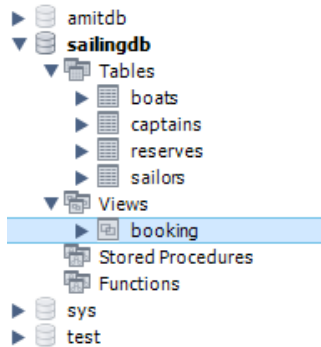 amitdb
sailingdb
Tables
boats
captains
reserves
sailors
Views
booking
Stored Procedures
Functions
sys
test